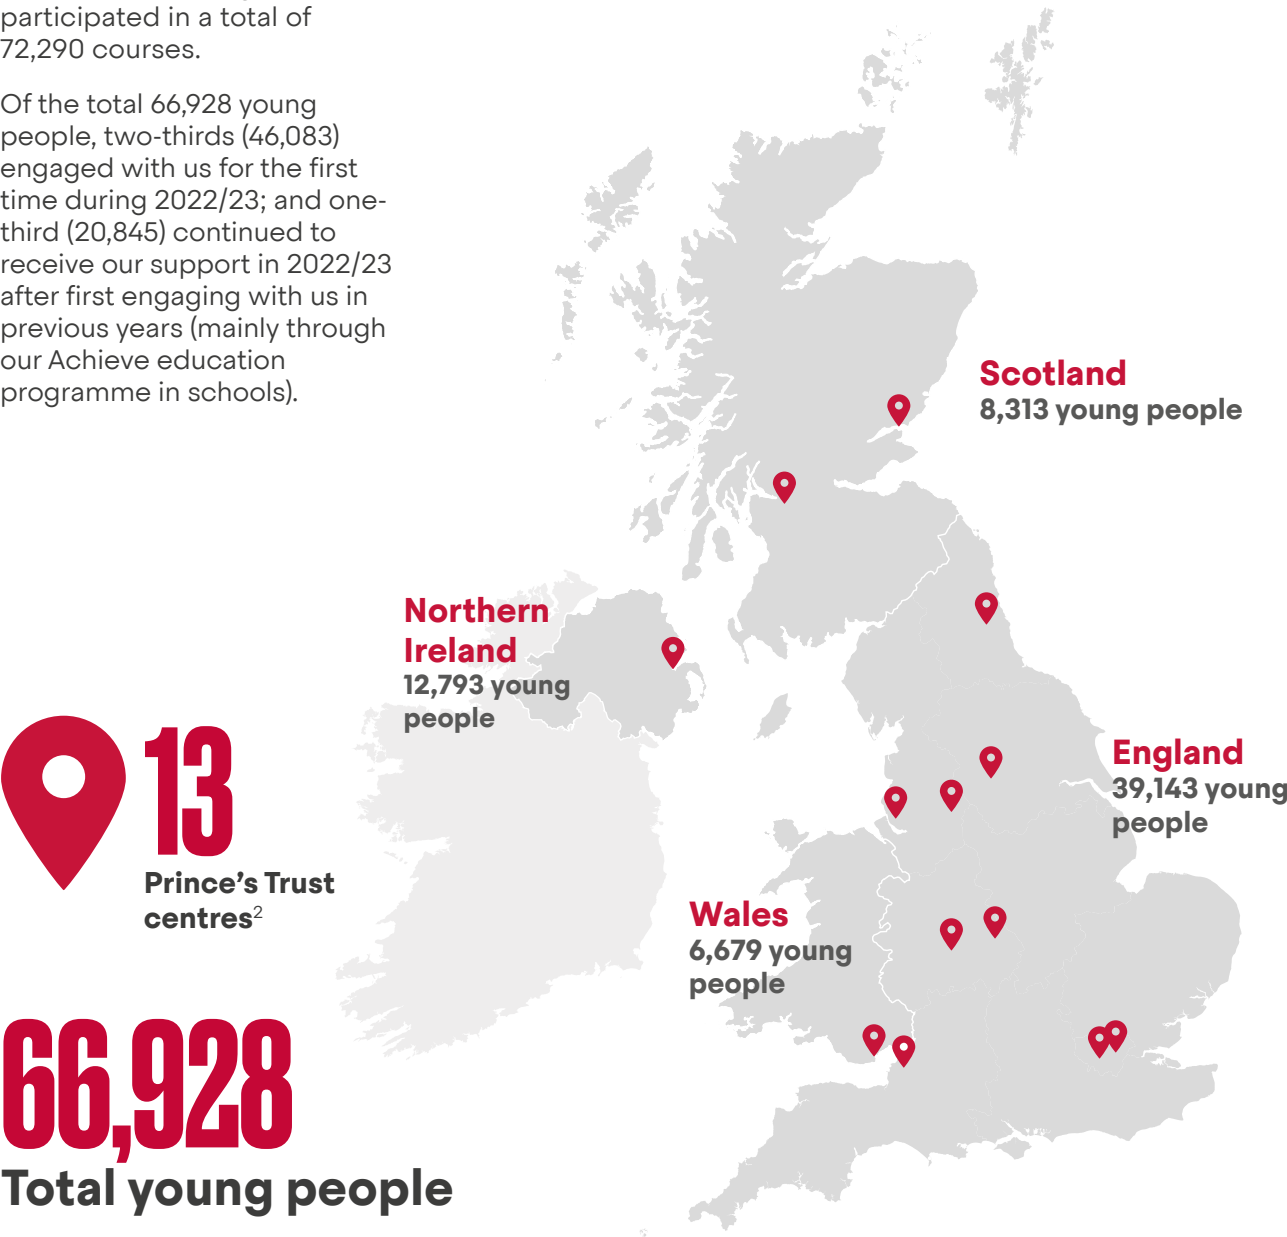 participated in a total of
72,290 courses.
Of the total 66,928 young
people, two-thirds (46,083)
engaged with us for the first
time during 2022/23; and one-
third (20,845) continued to
receive our support in 2022/23
after first engaging with us in
previous years (mainly through
our Achieve education
programme in schools).
Scotland
8,313 young people
Northern
Ireland
12,793 young
people
England
39,143 young
people
Wales
6,679 young
people
13
Prince's Trust
centres2
66,928
Total young people